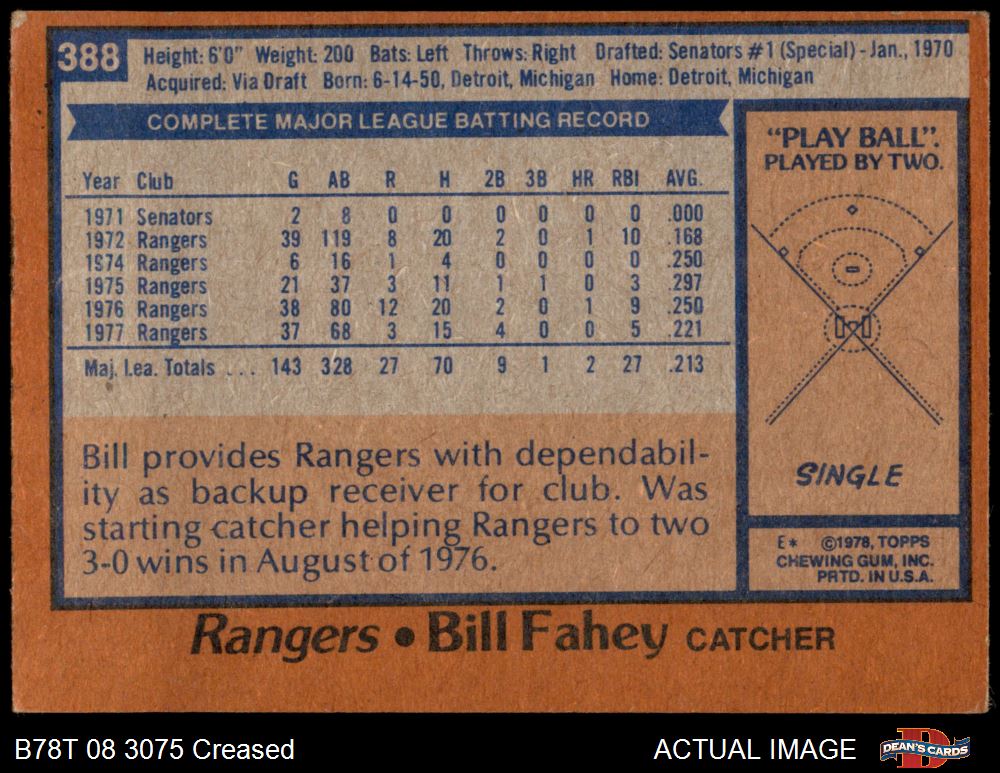 388
Height: 6'0" Weight: 200 Bats: Left Throws: Right Drafted: Senators #1 (Special) - Jan., 1970
Acquired: Via Draft Born: 6-14-50, Detroit, Michigan Home: Detroit, Michigan
COMPLETE MAJOR LEAGUE BATTING RECORD
Year Club G AB R H 2B 3B HR RBI AVG.
1971 Senators 2 8 0 0 0 0 0 0 .000
1972 Rangers 39 119 8 20 2 0 1 10 .168
1974 Rangers 6 16 1 4 0 0 0 0 .250
1975 Rangers 21 37 3 11 1 1 0 3 .297
1976 Rangers 38 80 12 20 2 0 1 9 .250
1977 Rangers 37 68 3 15 4 0 0 5 .221
Maj. Lea. Totals ... 143 328 27 70 9 1 2 27 .213
Bill provides Rangers with dependabil-
ity as backup receiver for club. Was
starting catcher helping Rangers to two
3-0 wins in August of 1976.
"PLAY BALL".
PLAYED BY TWO.
SINGLE
E* ©1978, TOPPS
CHEWING GUM, INC.
PRTD. IN U.S.A.
Rangers • Bill Fahey CATCHER
B78T 08 3075 Creased
ACTUAL IMAGE
DEAN'S CARDS